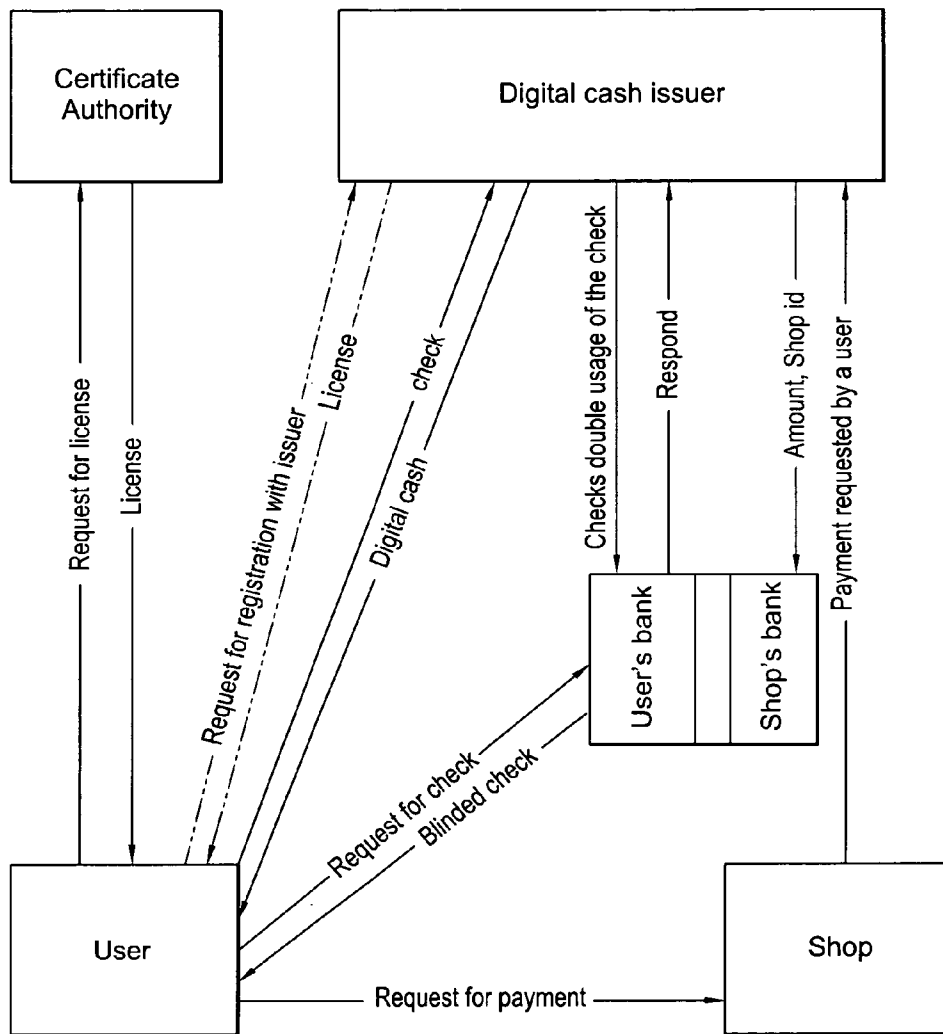 Certificate
Authority
Digital cash issuer
Request for license
License
Request for registration with issuer
License
check
Digital cash
Checks double usage of the check
Respond
Amount, Shop id
Payment requested by a user
User's bank
Shop's bank
Request for check
Blinded check
User
Request for payment
Shop